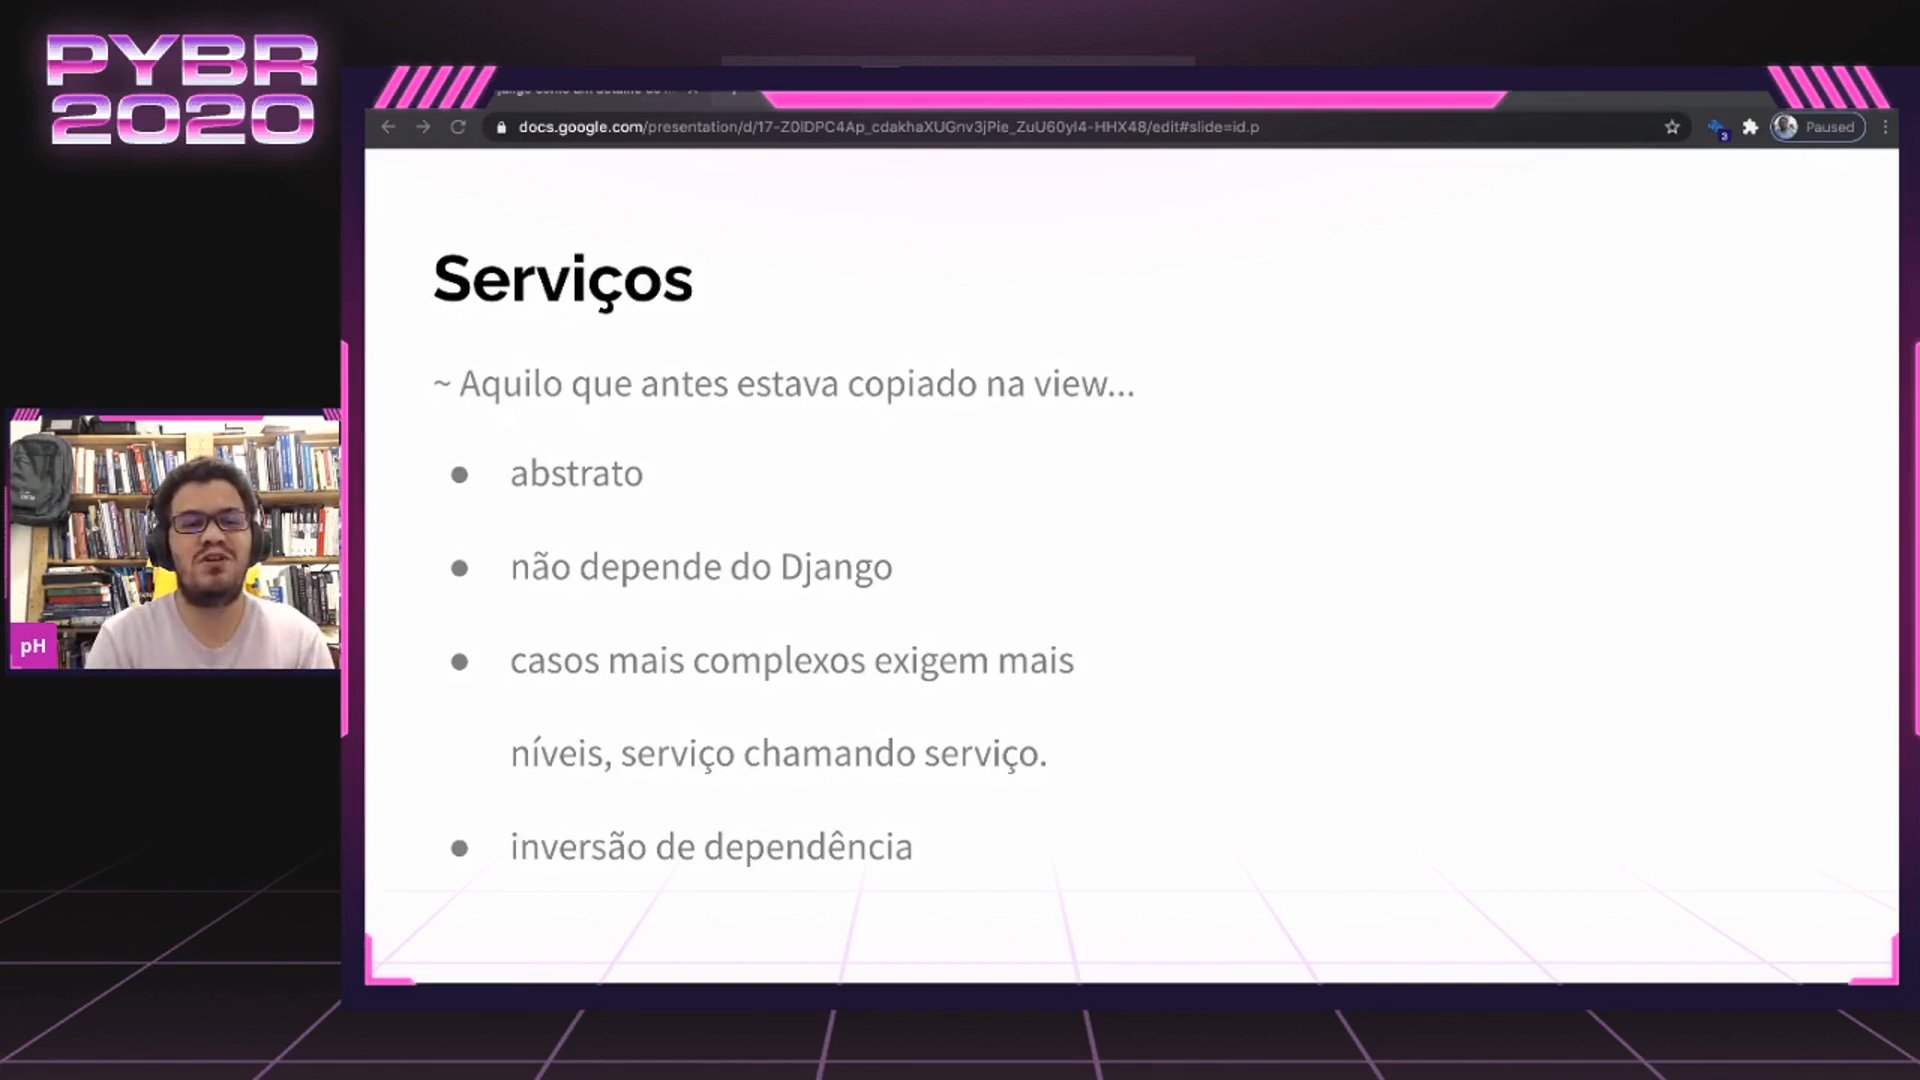 PYBR
2020
docs.google.com/presentation/d/17-Z0IDPC4Ap_cdakhaXUGnv3jPie_ZuU60yI4-HHX48/edit#slide=id.p
3
Paused
Serviços
~ Aquilo que antes estava copiado na view...
● abstrato
● não depende do Django
● casos mais complexos exigem mais
níveis, serviço chamando serviço.
● inversão de dependência
pH